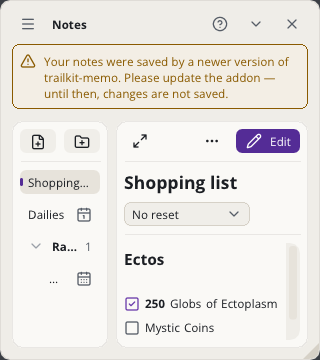 Notes
Your notes were saved by a newer version of
trailkit-memo. Please update the addon —
until then, changes are not saved.
Edit
Shopping...
Dailies
1
Ra... 1
...
Shopping list
No reset
Ectos
250 Globs of Ectoplasm
Mystic Coins